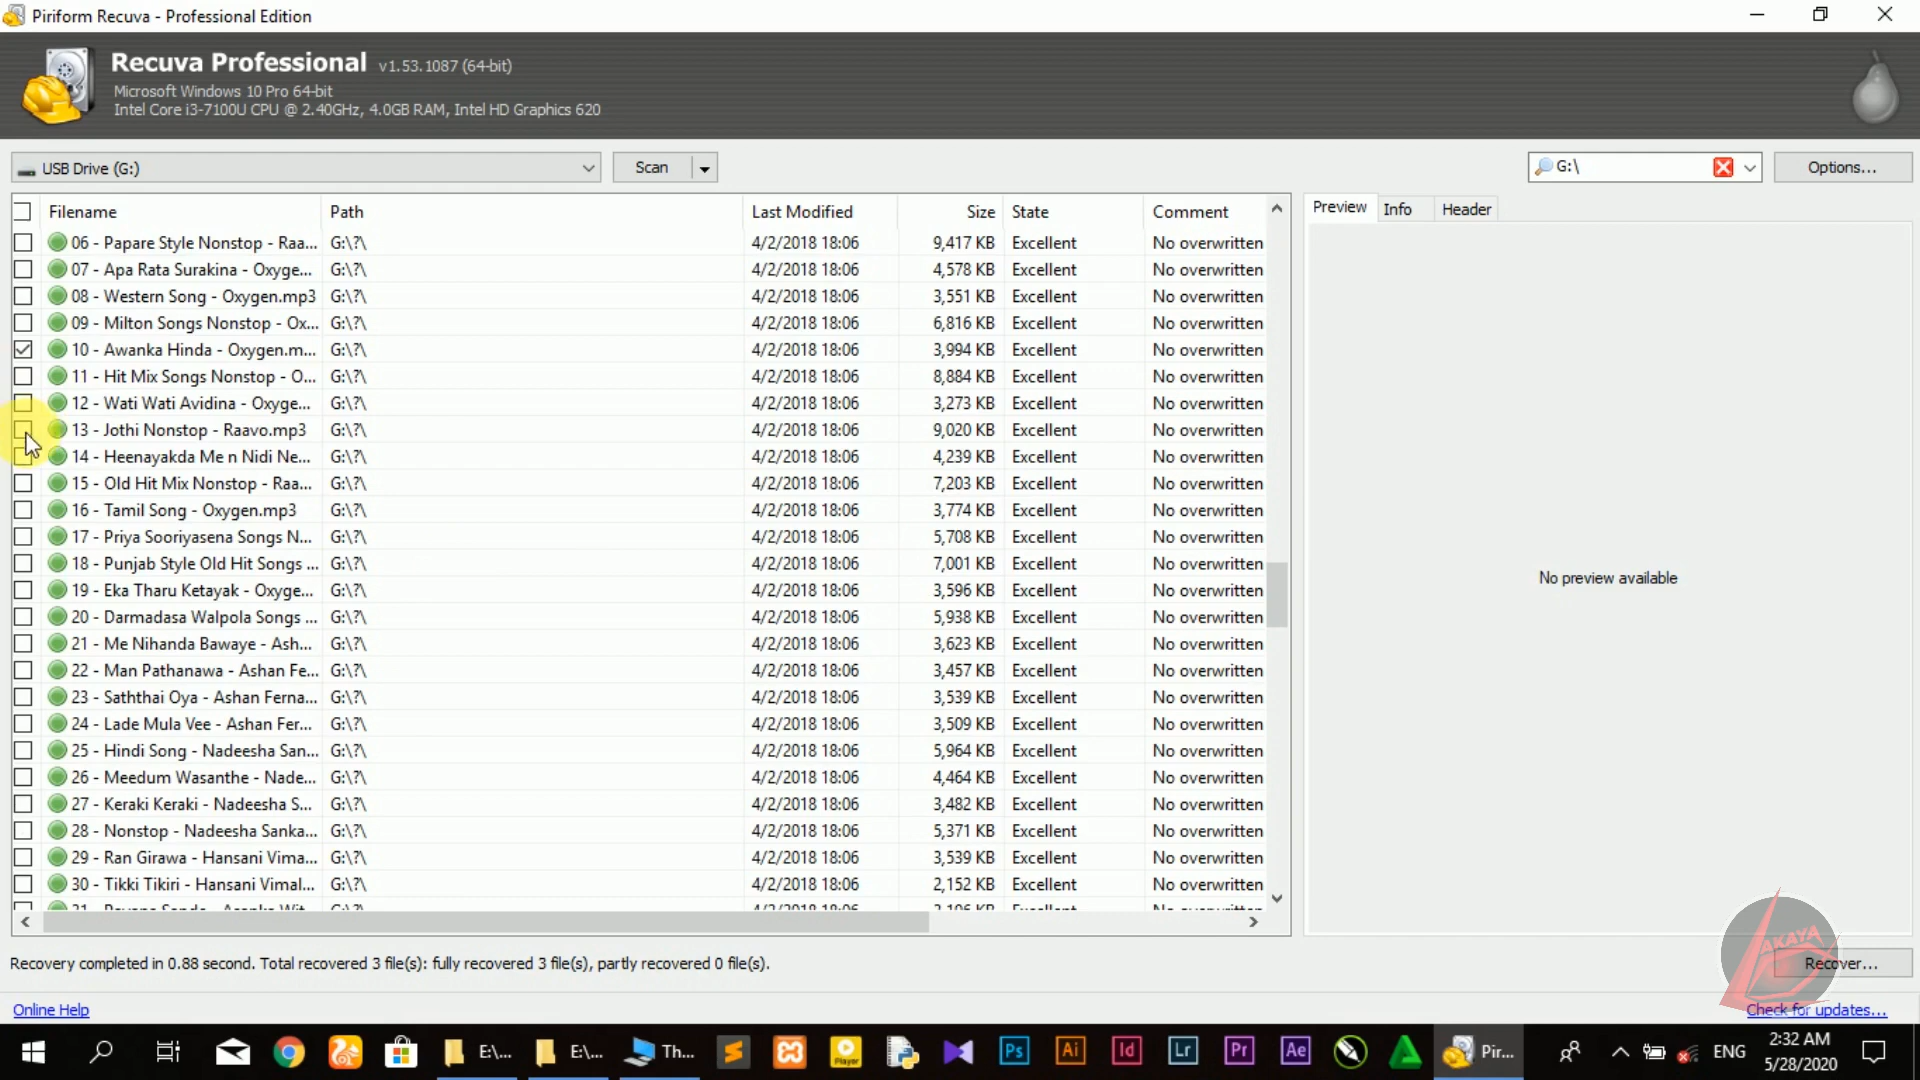 Piriform Recuva - Professional Edition
Recuva Professional v1.53.1087 (64-bit)
Microsoft Windows 10 Pro 64-bit
Intel Core i3-7100U CPU @ 2.40GHz, 4.0GB RAM, Intel HD Graphics 620
USB Drive (G:) Scan G:\ Options...
Filename Path Last Modified Size State Comment Preview Info Header
06 - Papare Style Nonstop - Raa... G:\?\ 4/2/2018 18:06 9,417 KB Excellent No overwritten
07 - Apa Rata Surakina - Oxyge... G:\?\ 4/2/2018 18:06 4,578 KB Excellent No overwritten
08 - Western Song - Oxygen.mp3 G:\?\ 4/2/2018 18:06 3,551 KB Excellent No overwritten
09 - Milton Songs Nonstop - Ox... G:\?\ 4/2/2018 18:06 6,816 KB Excellent No overwritten
10 - Awanka Hinda - Oxygen.m... G:\?\ 4/2/2018 18:06 3,994 KB Excellent No overwritten
11 - Hit Mix Songs Nonstop - O... G:\?\ 4/2/2018 18:06 8,884 KB Excellent No overwritten
12 - Wati Wati Avidina - Oxyge... G:\?\ 4/2/2018 18:06 3,273 KB Excellent No overwritten
13 - Jothi Nonstop - Raavo.mp3 G:\?\ 4/2/2018 18:06 9,020 KB Excellent No overwritten
14 - Heenayakda Me n Nidi Ne... G:\?\ 4/2/2018 18:06 4,239 KB Excellent No overwritten
15 - Old Hit Mix Nonstop - Raa... G:\?\ 4/2/2018 18:06 7,203 KB Excellent No overwritten
16 - Tamil Song - Oxygen.mp3 G:\?\ 4/2/2018 18:06 3,774 KB Excellent No overwritten
17 - Priya Sooriyasena Songs N... G:\?\ 4/2/2018 18:06 5,708 KB Excellent No overwritten
18 - Punjab Style Old Hit Songs ... G:\?\ 4/2/2018 18:06 7,001 KB Excellent No overwritten
No preview available
19 - Eka Tharu Ketayak - Oxyge... G:\?\ 4/2/2018 18:06 3,596 KB Excellent No overwritten
20 - Darmadasa Walpola Songs ... G:\?\ 4/2/2018 18:06 5,938 KB Excellent No overwritten
21 - Me Nihanda Bawaye - Ash... G:\?\ 4/2/2018 18:06 3,623 KB Excellent No overwritten
22 - Man Pathanawa - Ashan Fe... G:\?\ 4/2/2018 18:06 3,457 KB Excellent No overwritten
23 - Saththai Oya - Ashan Ferna... G:\?\ 4/2/2018 18:06 3,539 KB Excellent No overwritten
24 - Lade Mula Vee - Ashan Fer... G:\?\ 4/2/2018 18:06 3,509 KB Excellent No overwritten
25 - Hindi Song - Nadeesha San... G:\?\ 4/2/2018 18:06 5,964 KB Excellent No overwritten
26 - Meedum Wasanthe - Nade... G:\?\ 4/2/2018 18:06 4,464 KB Excellent No overwritten
27 - Keraki Keraki - Nadeesha S... G:\?\ 4/2/2018 18:06 3,482 KB Excellent No overwritten
28 - Nonstop - Nadeesha Sanka... G:\?\ 4/2/2018 18:06 5,371 KB Excellent No overwritten
29 - Ran Girawa - Hansani Vima... G:\?\ 4/2/2018 18:06 3,539 KB Excellent No overwritten
30 - Tikki Tikiri - Hansani Vimal... G:\?\ 4/2/2018 18:06 2,152 KB Excellent No overwritten
AKAYA
Recovery completed in 0.88 second. Total recovered 3 file(s): fully recovered 3 file(s), partly recovered 0 file(s). Recover...
Online Help Check for updates...
E:\... E:\... Th... Player Ps Ai Id Lr Pr Ae Pir... ENG 2:32 AM
5/28/2020